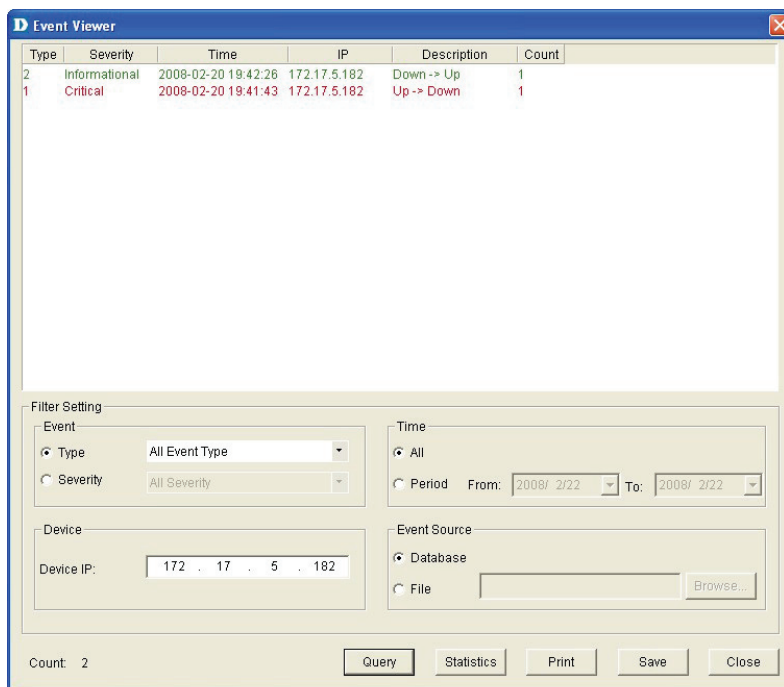 D Event Viewer
Type Severity Time IP Description Count
2 Informational 2008-02-20 19:42:26 172.17.5.182 Down -> Up 1
1 Critical 2008-02-20 19:41:43 172.17.5.182 Up -> Down 1
Filter Setting
Event
Type All Event Type
Severity All Severity
Time
All
Period From: 2008/ 2/22 To: 2008/ 2/22
Device
Device IP: 172 . 17 . 5 . 182
Event Source
Database
File Browse...
Count: 2 Query Statistics Print Save Close